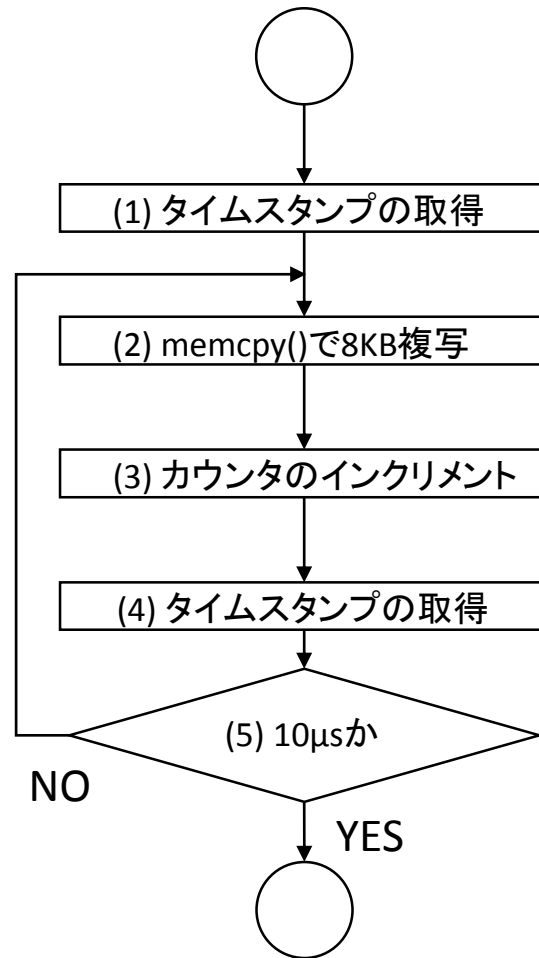 (1) タイムスタンプの取得
(2) memcpy()で8KB複写
(3) カウンタのインクリメント
(4) タイムスタンプの取得
(5) 10μsか
NO
YES